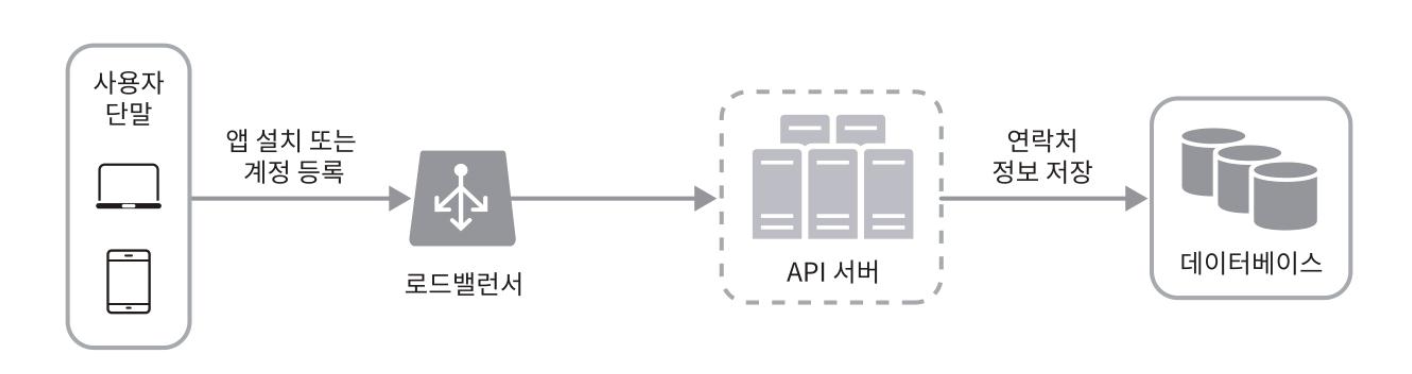 사용자
단말
앱 설치 또는
계정 등록
로드밸런서
API 서버
연락처
정보 저장
데이터베이스